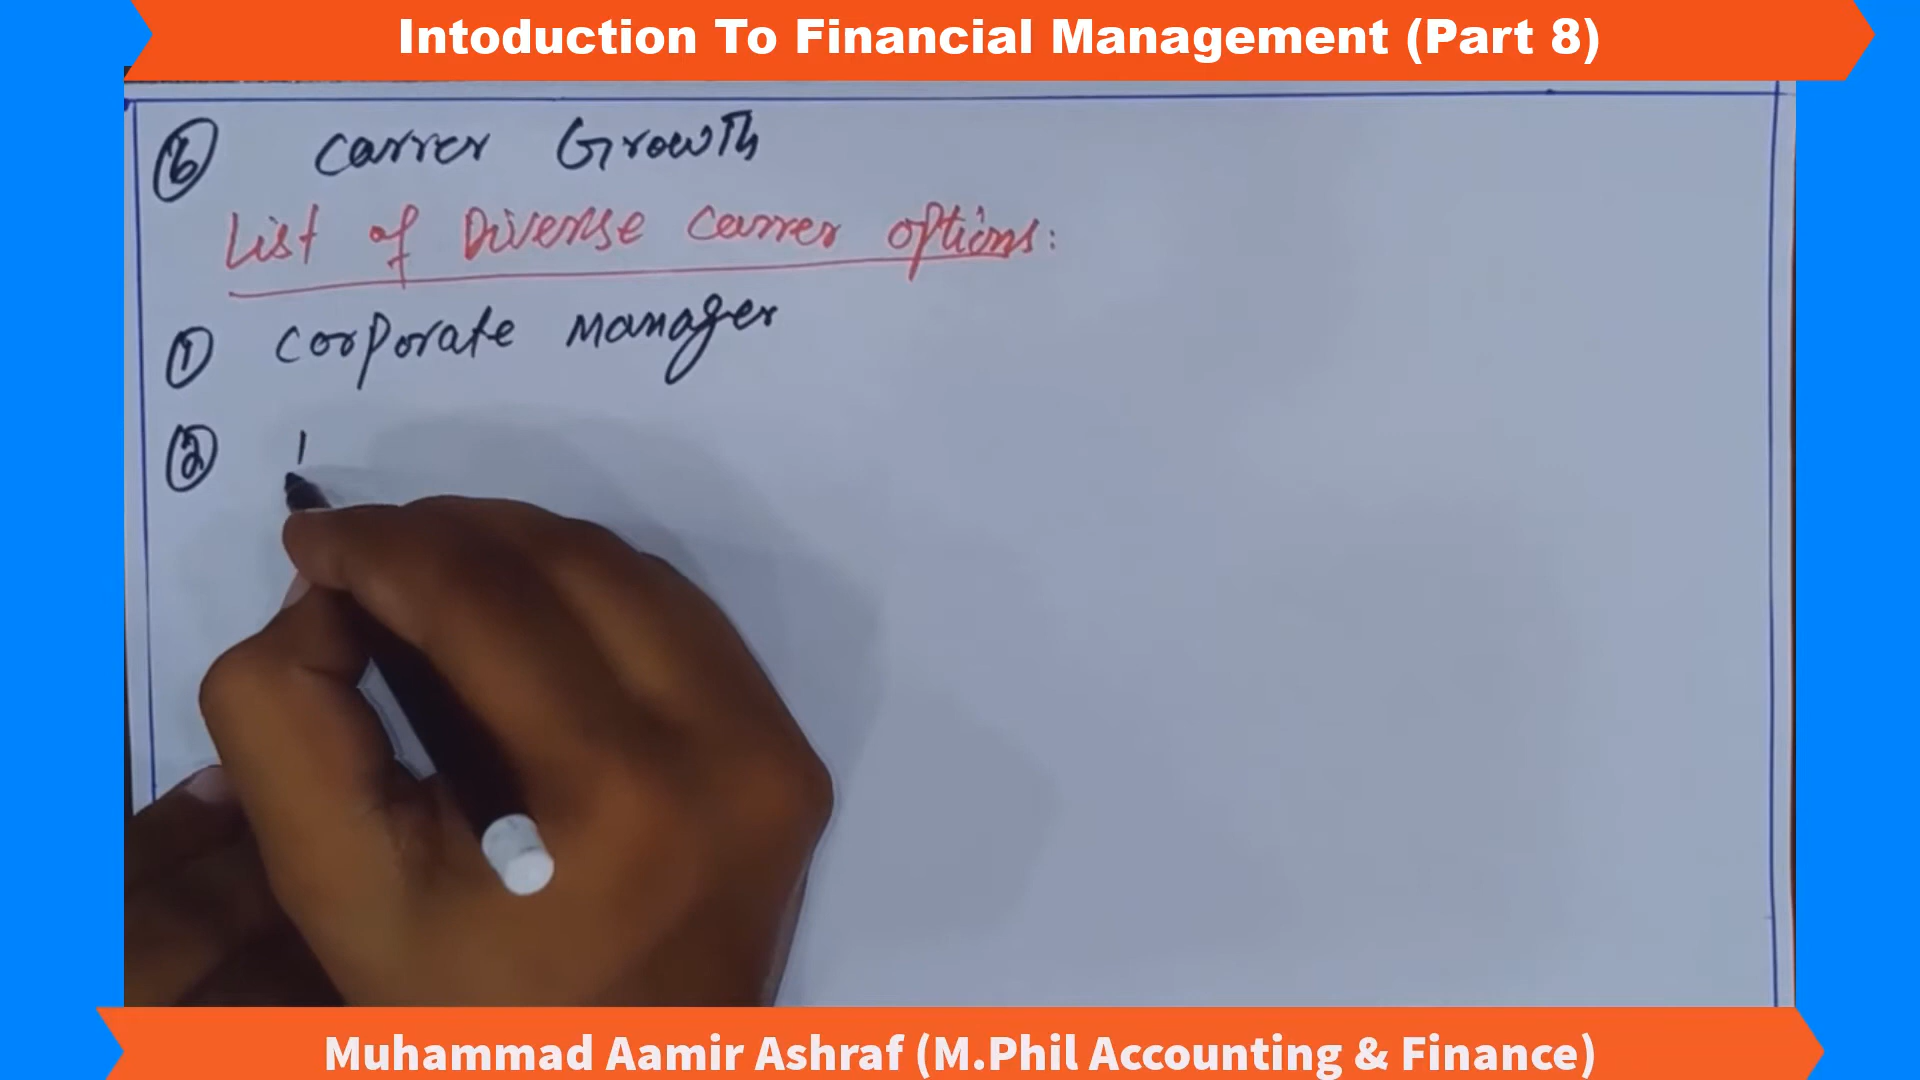 Intoduction To Financial Management (Part 8)
⑥ Carrer Growth
List of Diverse Carrer options:
① Corporate Manager
②
Muhammad Aamir Ashraf (M.Phil Accounting & Finance)